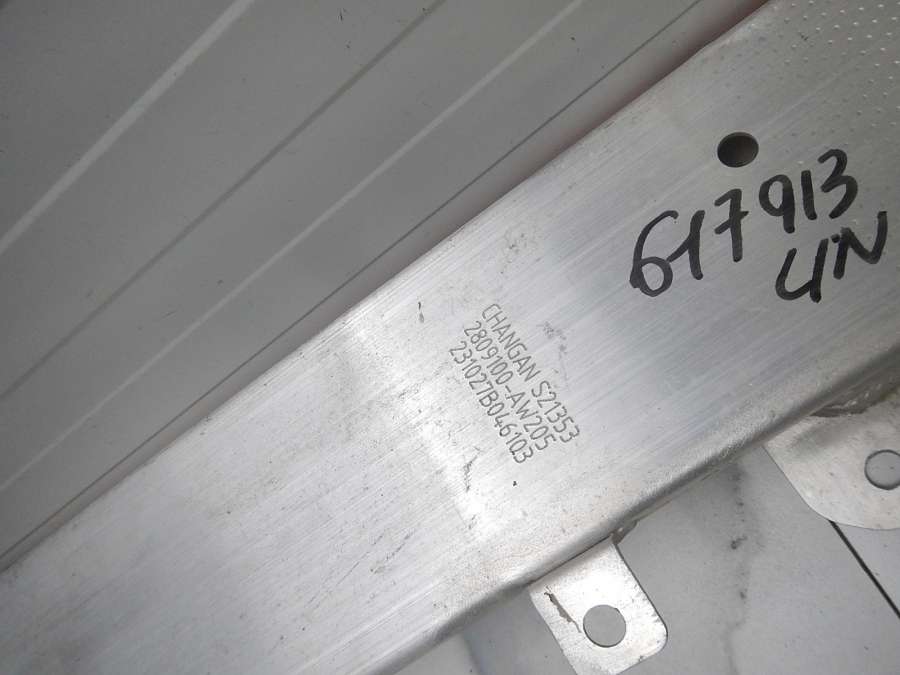 617913
UN
CHANGAN S21353
2809100-AW205
231027B046103